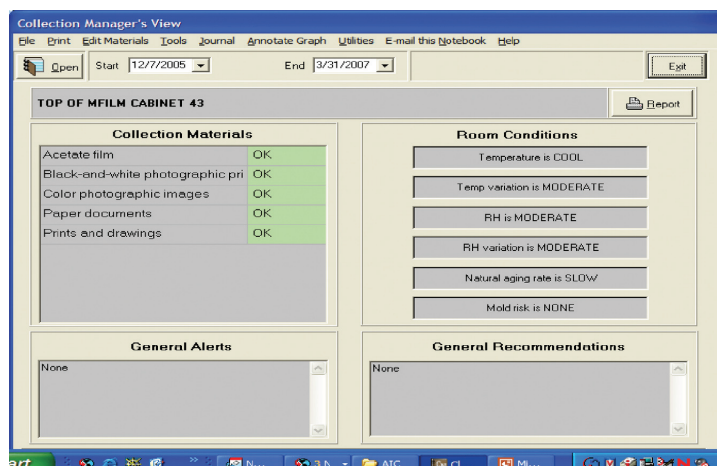 Collection Manager's View
File Print Edit Materials Tools Journal Annotate Graph Utilities E-mail this Notebook Help
Open Start 12/7/2005 End 3/31/2007 Exit
TOP OF MFILM CABINET 43 Report
Collection Materials
Acetate film OK
Black-and-white photographic pri OK
Color photographic images OK
Paper documents OK
Prints and drawings OK
Room Conditions
Temperature is COOL
Temp variation is MODERATE
RH is MODERATE
RH variation is MODERATE
Natural aging rate is SLOW
Mold risk is NONE
General Alerts
None
General Recommendations
None